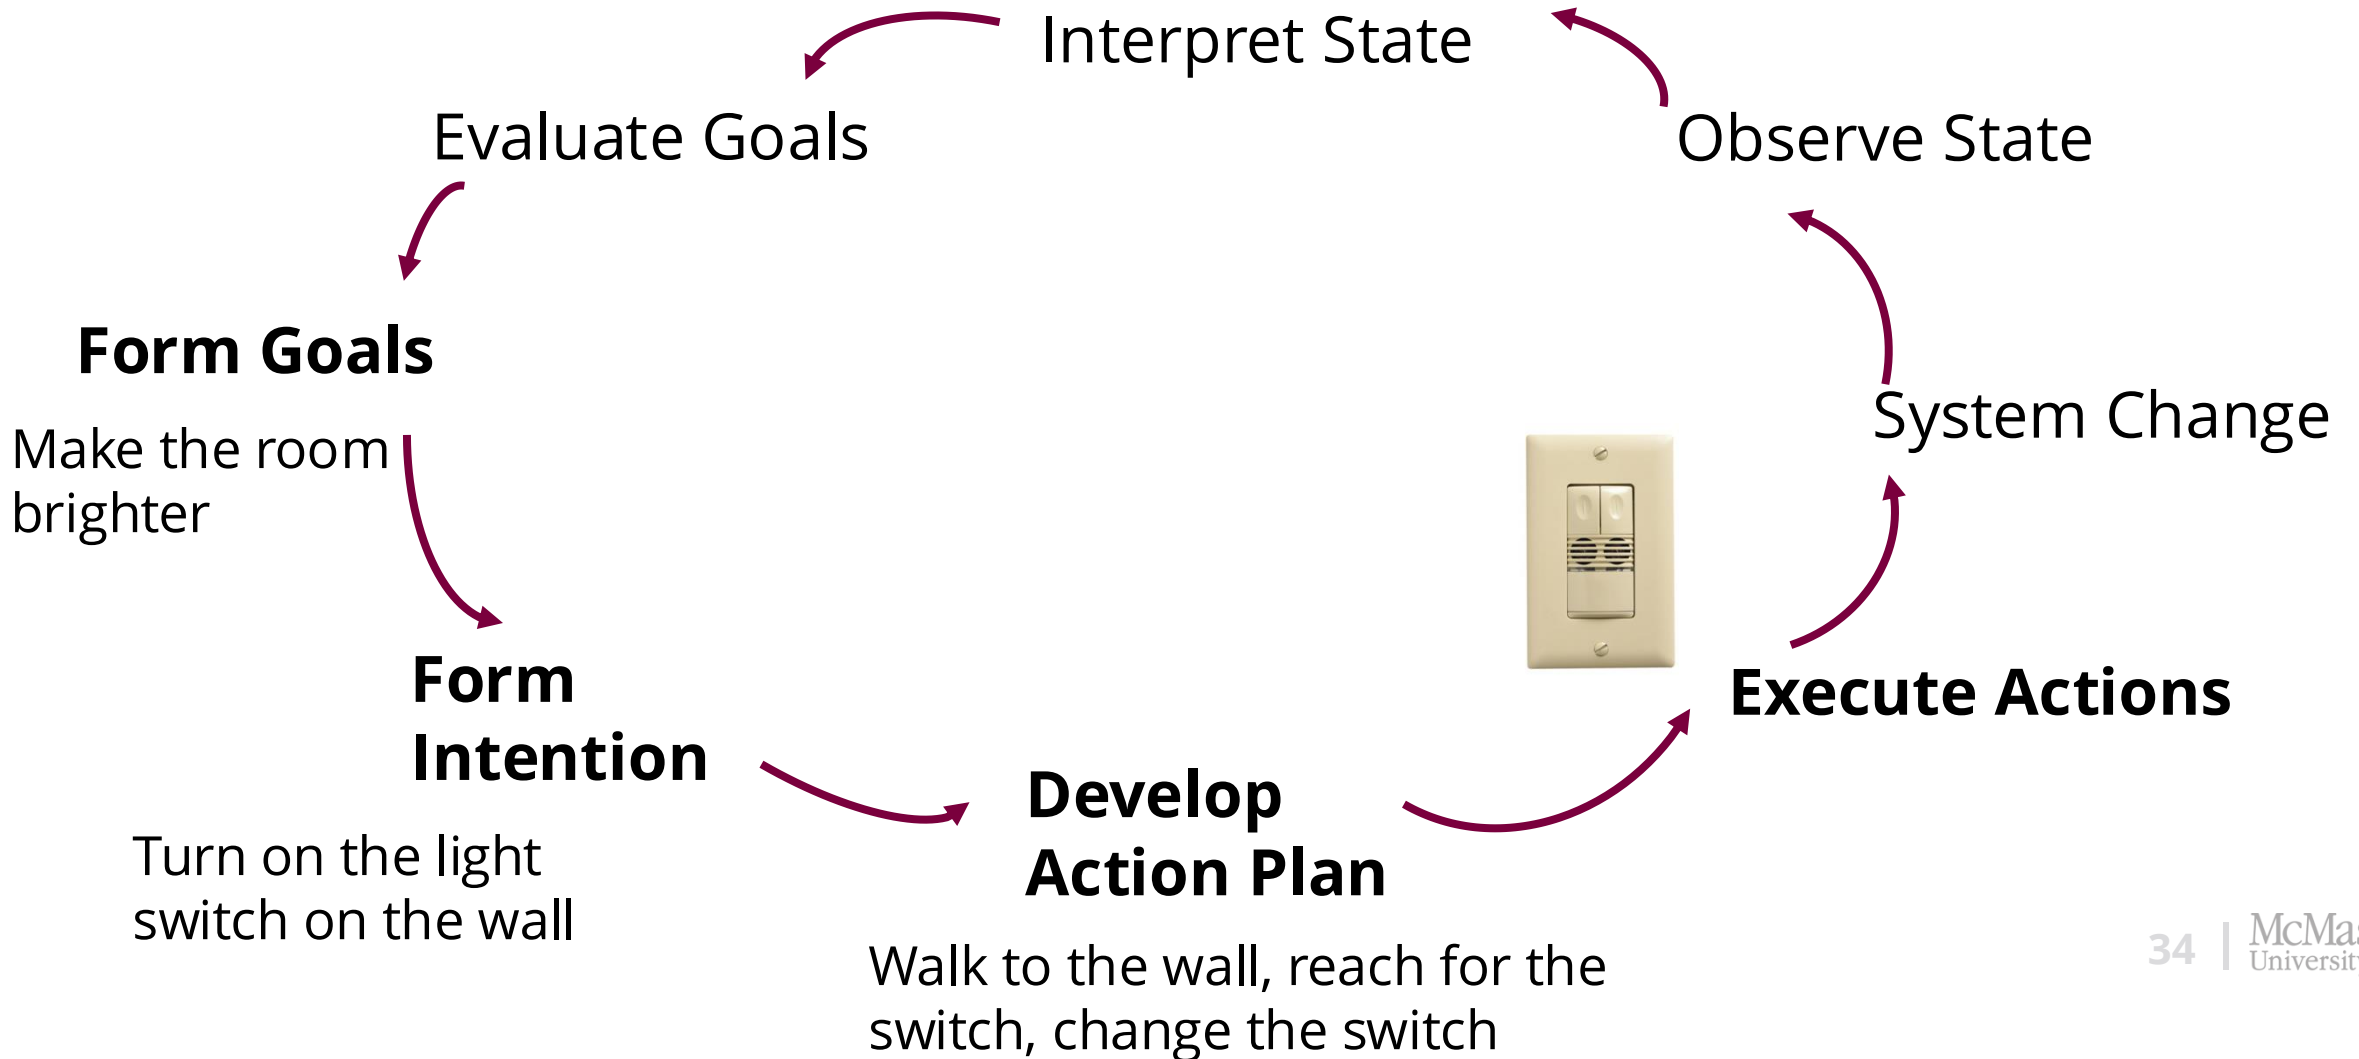 Interpret State
Evaluate Goals
Observe State
Form Goals
Make the room
brighter
System Change
Form
Intention
Turn on the light
switch on the wall
Develop
Action Plan
Walk to the wall, reach for the
switch, change the switch
Execute Actions
34
McMas
University